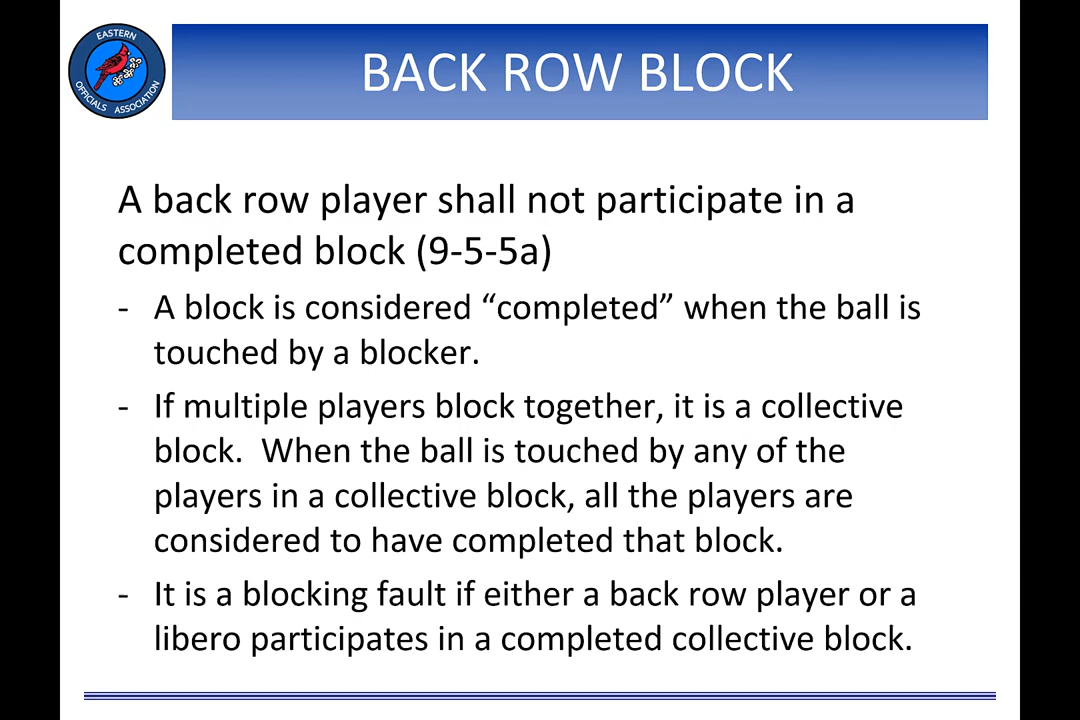 EASTERN
OFFICIALS ASSOCIATION
BACK ROW BLOCK
A back row player shall not participate in a
completed block (9-5-5a)
- A block is considered “completed” when the ball is
touched by a blocker.
- If multiple players block together, it is a collective
block.  When the ball is touched by any of the
players in a collective block, all the players are
considered to have completed that block.
- It is a blocking fault if either a back row player or a
libero participates in a completed collective block.